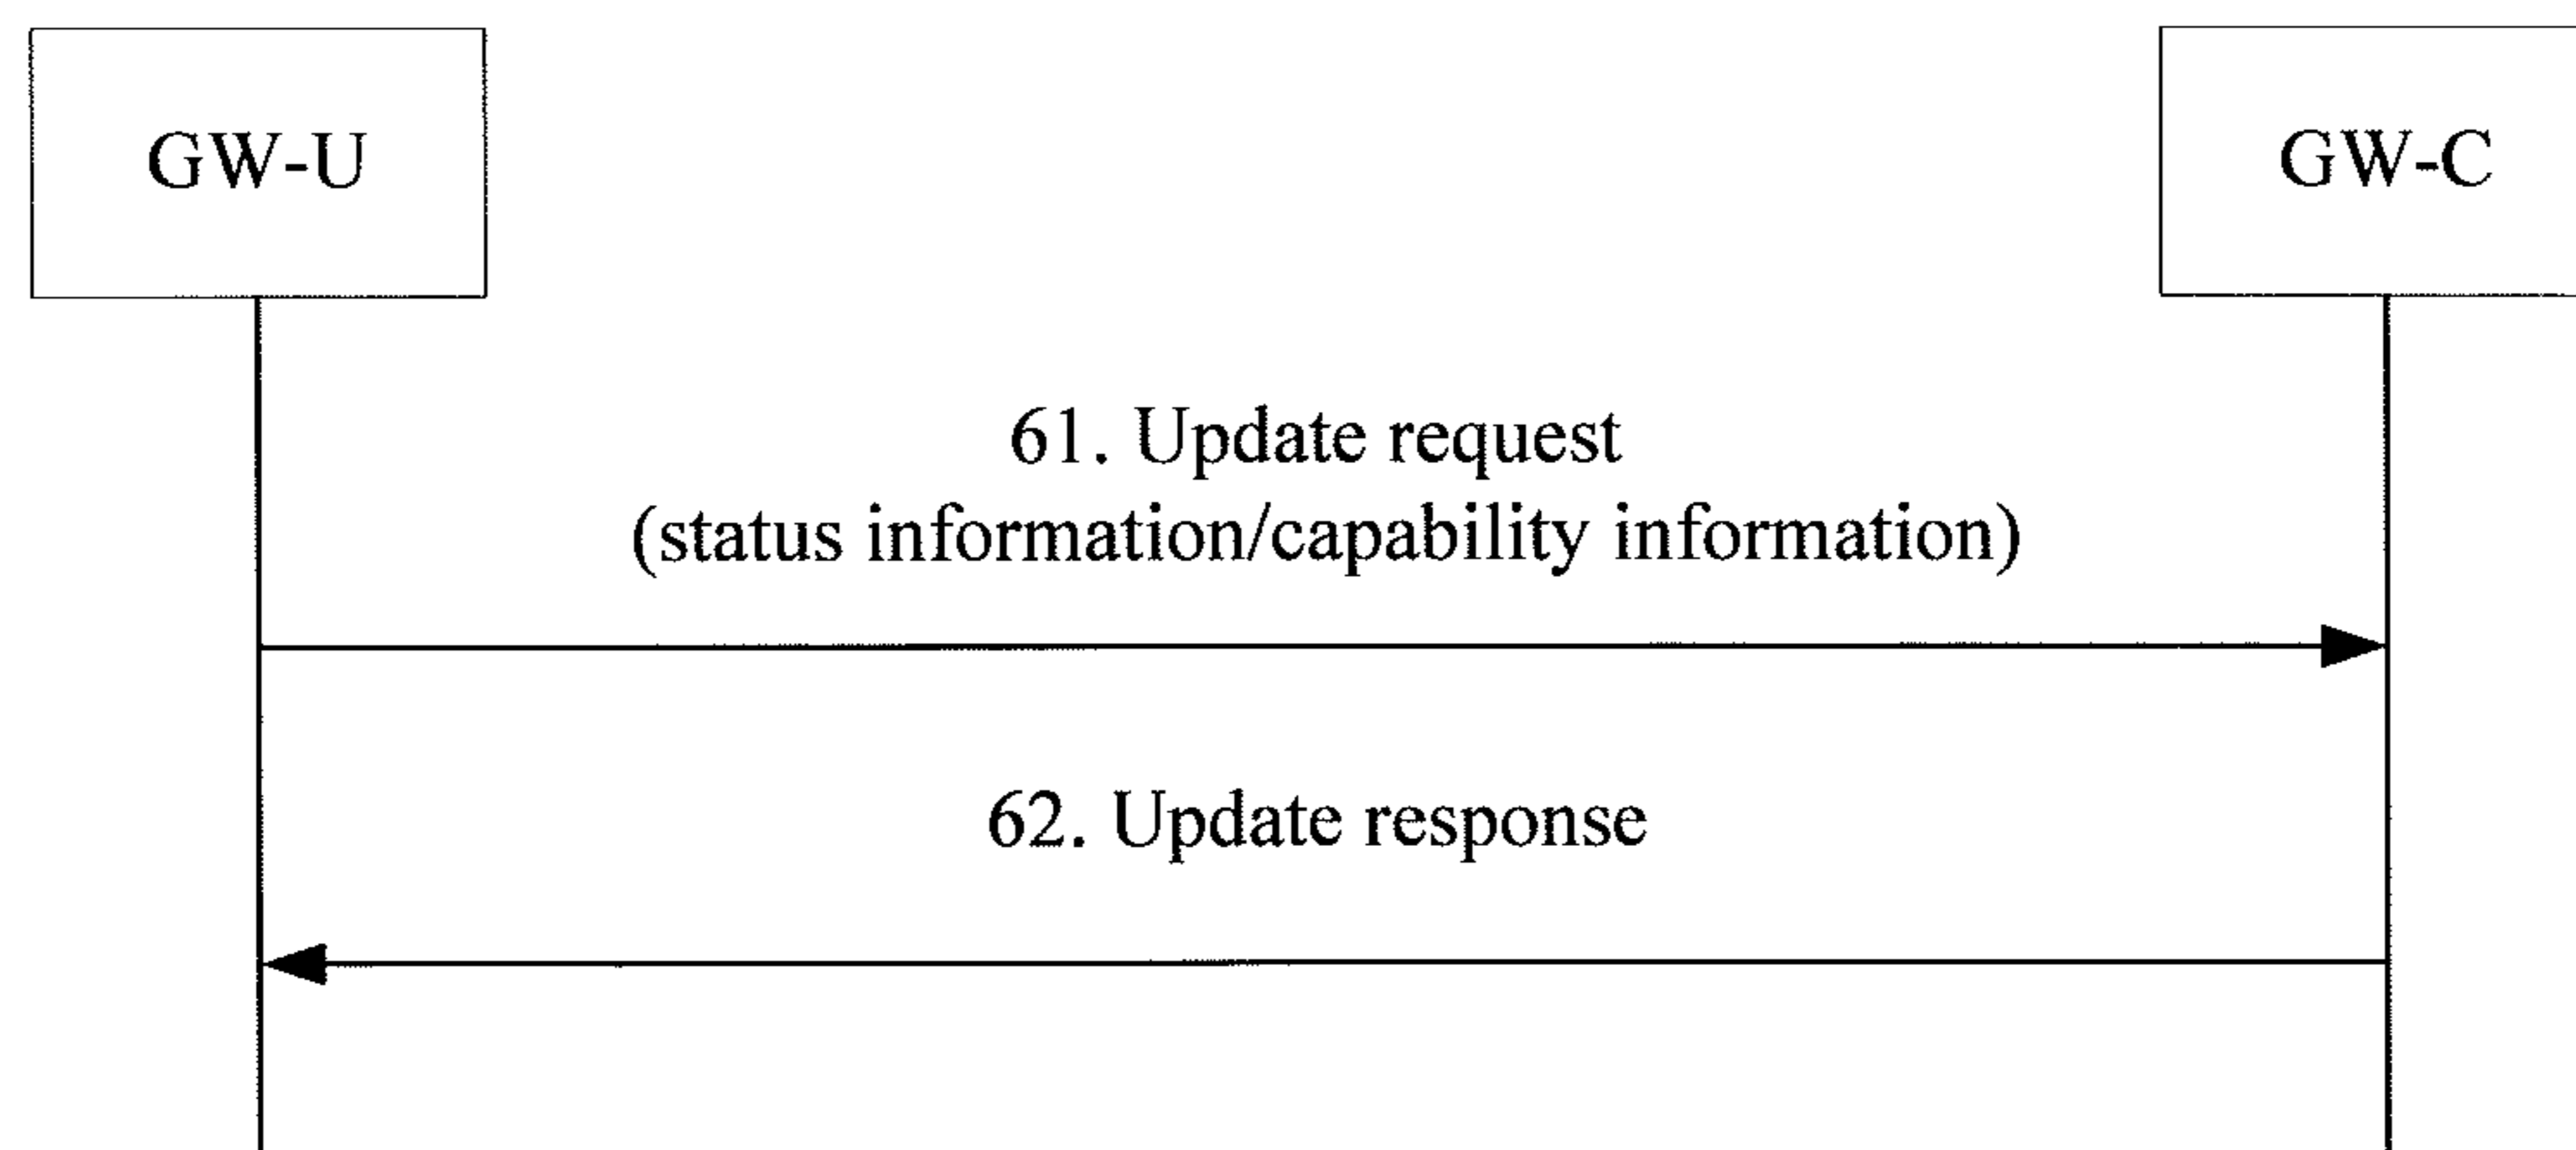 GW-U
GW-C
61. Update request
(status information/capability information)
62. Update response